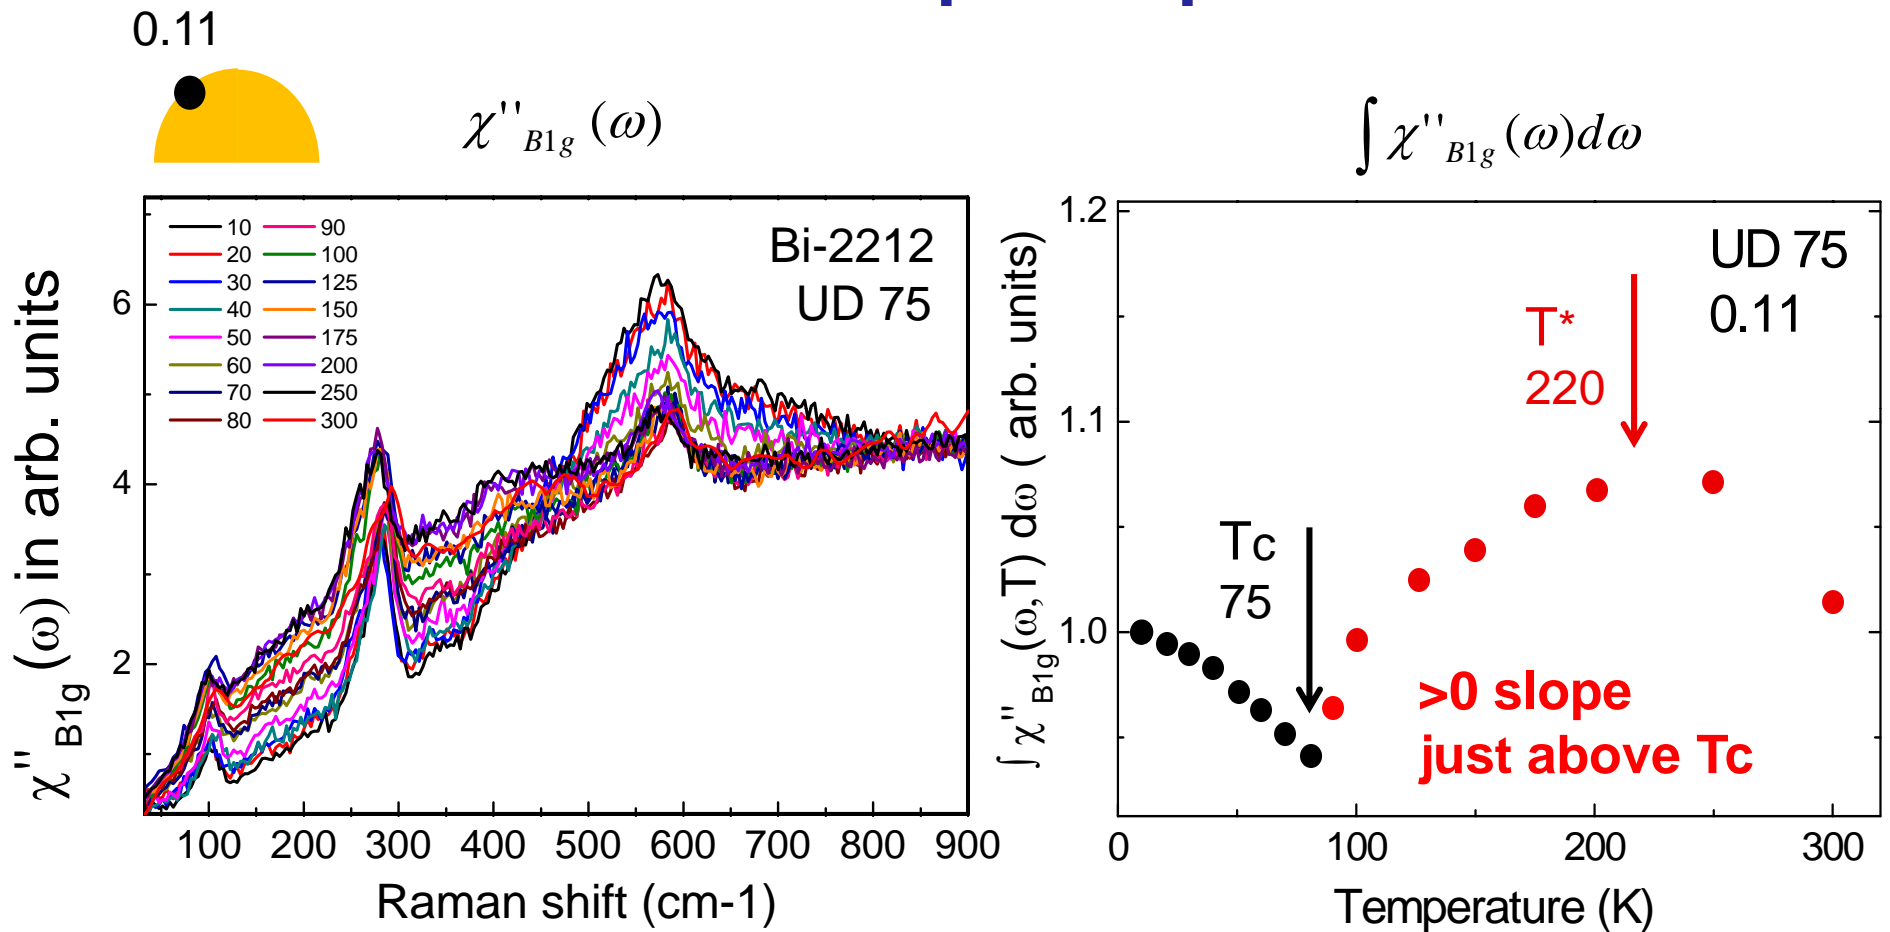 0.11
χ''B1g (ω)
∫ χ''B1g (ω)dω
χ''B1g (ω) in arb. units
6
4
2
10 90
20 100
30 125
40 150
50 175
60 200
70 250
80 300
Bi-2212
UD 75
100 200 300 400 500 600 700 800 900
Raman shift (cm-1)
∫ χ''B1g(ω,T) dω ( arb. units)
1.2
1.1
1.0
UD 75
0.11
T*
220
Tc
75
>0 slope
just above Tc
0 100 200 300
Temperature (K)